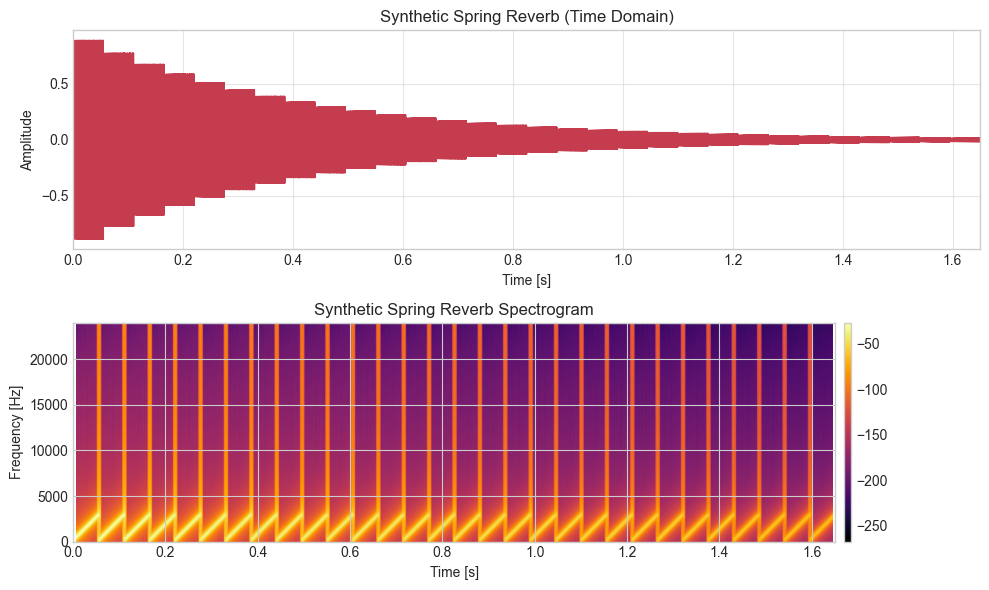 Synthetic Spring Reverb (Time Domain)
0.5
0.0
−0.5
Amplitude
0.0 0.2 0.4 0.6 0.8 1.0 1.2 1.4 1.6
Time [s]
Synthetic Spring Reverb Spectrogram
20000
15000
10000
5000
0
Frequency [Hz]
0.0 0.2 0.4 0.6 0.8 1.0 1.2 1.4 1.6
Time [s]
−50
−100
−150
−200
−250